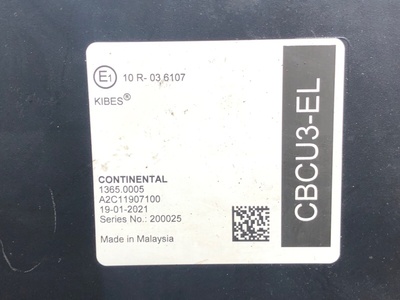 E1 10 R- 03 6107
KIBES®
CBCU3-EL
CONTINENTAL
1365.0005
A2C11907100
19-01-2021
Series No.: 200025
Made in Malaysia